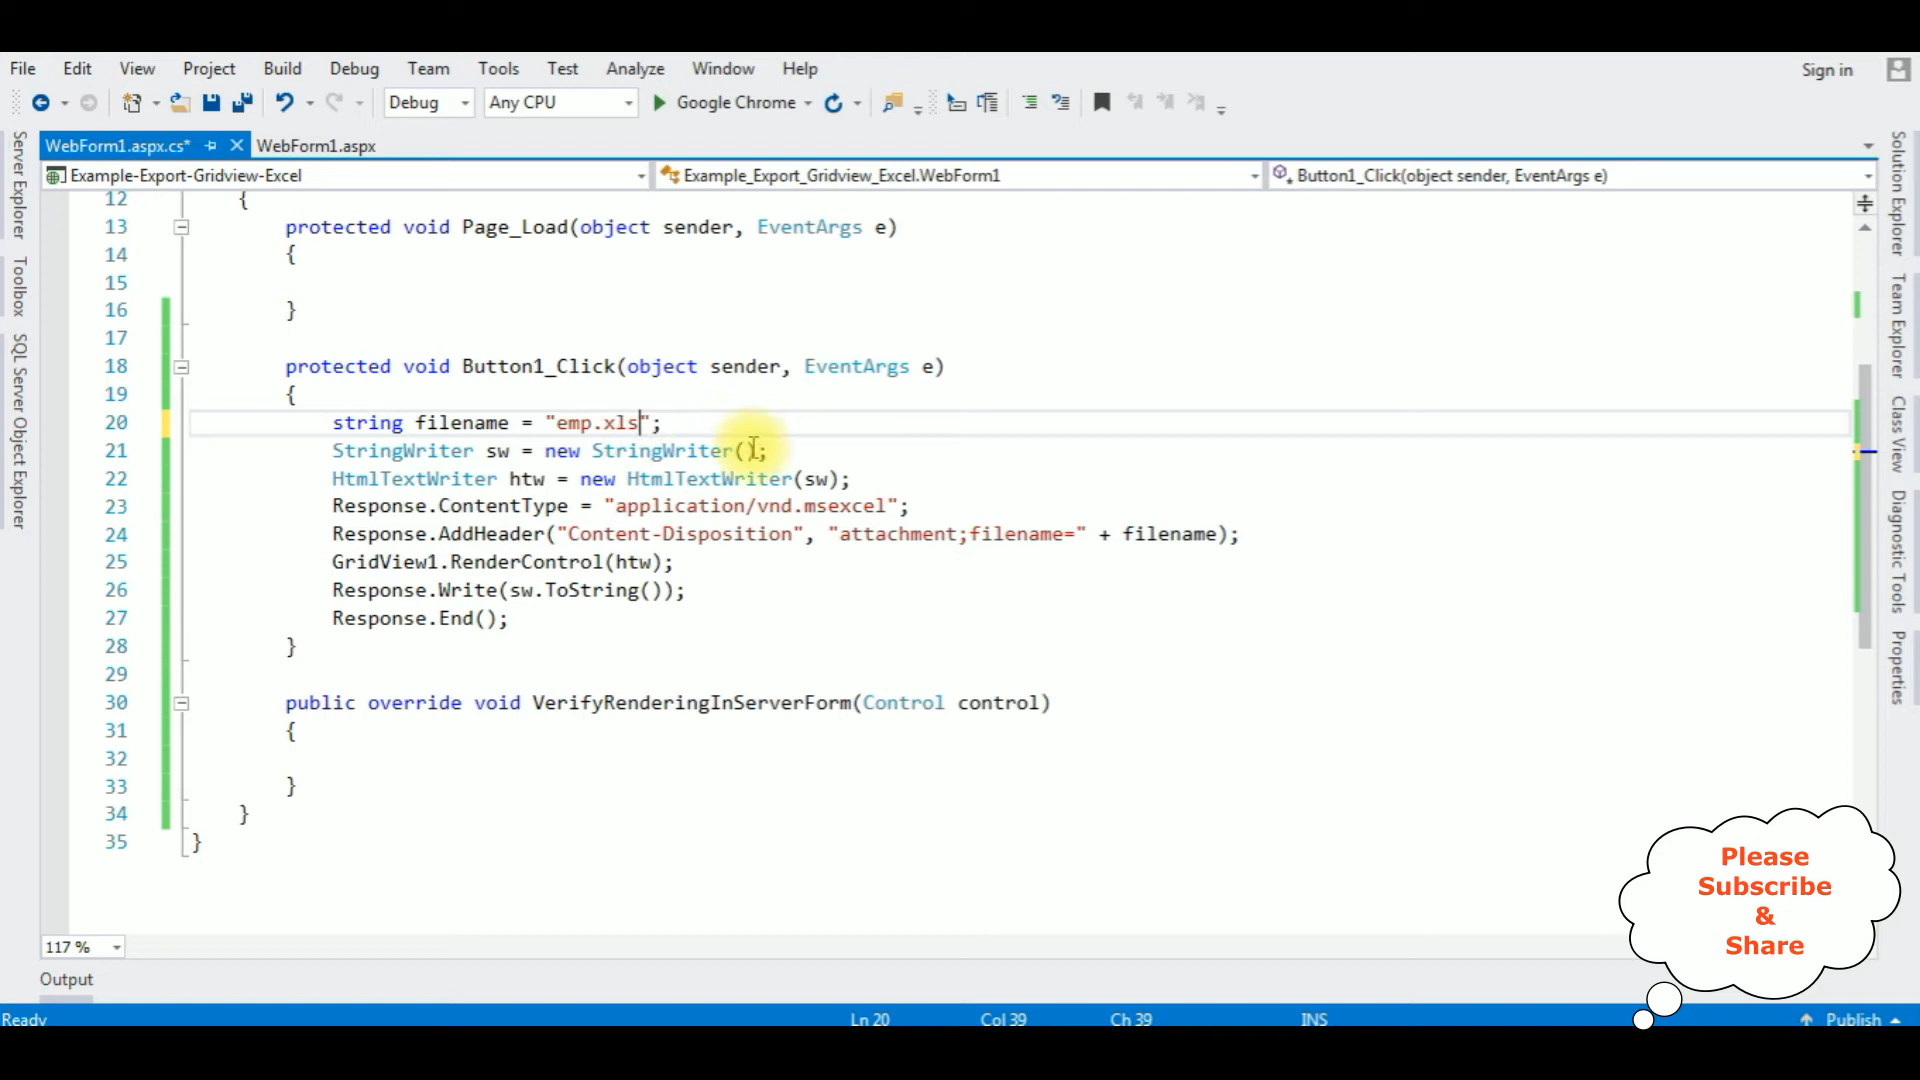 File Edit View Project Build Debug Team Tools Test Analyze Window Help Sign in
Debug Any CPU Google Chrome
WebForm1.aspx.cs* WebForm1.aspx
Example-Export-Gridview-Excel Example_Export_Gridview_Excel.WebForm1 Button1_Click(object sender, EventArgs e)
Server Explorer
Toolbox
SQL Server Object Explorer
12 {
13 protected void Page_Load(object sender, EventArgs e)
14 {
15
16 }
17
18 protected void Button1_Click(object sender, EventArgs e)
19 {
20 string filename = "emp.xls";
21 StringWriter sw = new StringWriter();
22 HtmlTextWriter htw = new HtmlTextWriter(sw);
23 Response.ContentType = "application/vnd.msexcel";
24 Response.AddHeader("Content-Disposition", "attachment;filename=" + filename);
25 GridView1.RenderControl(htw);
26 Response.Write(sw.ToString());
27 Response.End();
28 }
29
30 public override void VerifyRenderingInServerForm(Control control)
31 {
32
33 }
34 }
35 }
Solution Explorer
Team Explorer
Class View
Diagnostic Tools
Properties
Please
Subscribe
&
Share
117 %
Output
Ready Ln 20 Col 39 Ch 39 INS Publish